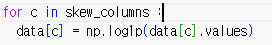 for c in skew_columns :
  data[c] = np.log1p(data[c].values)